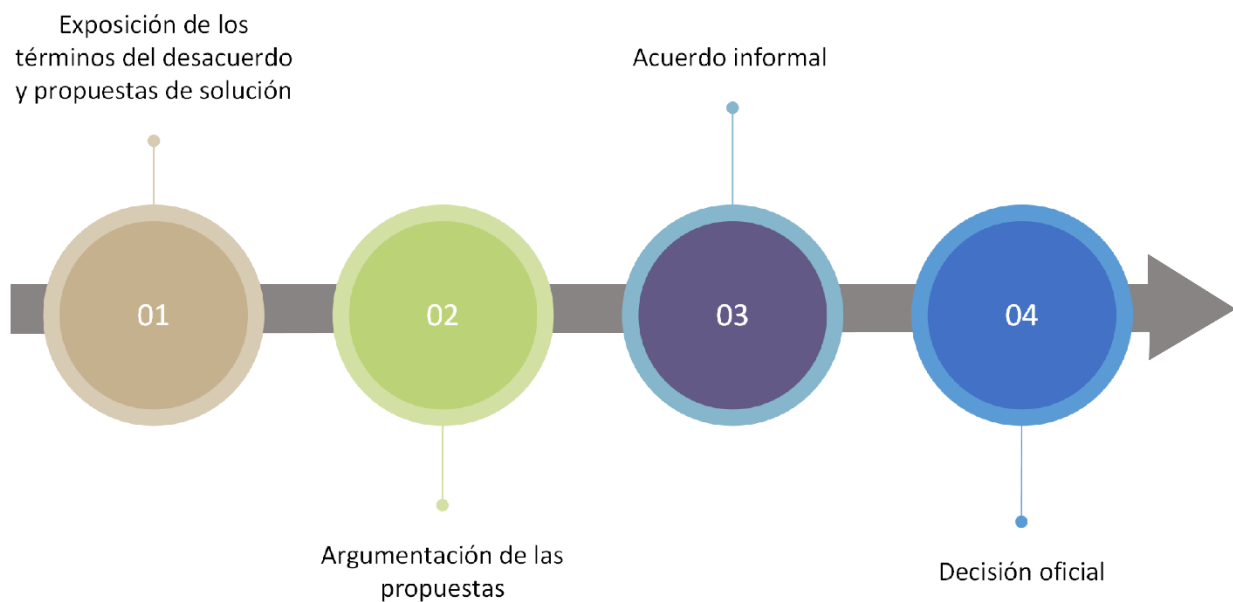 Exposición de los
términos del desacuerdo
y propuestas de solución
01
02
Argumentación de las
propuestas
Acuerdo informal
03
04
Decisión oficial